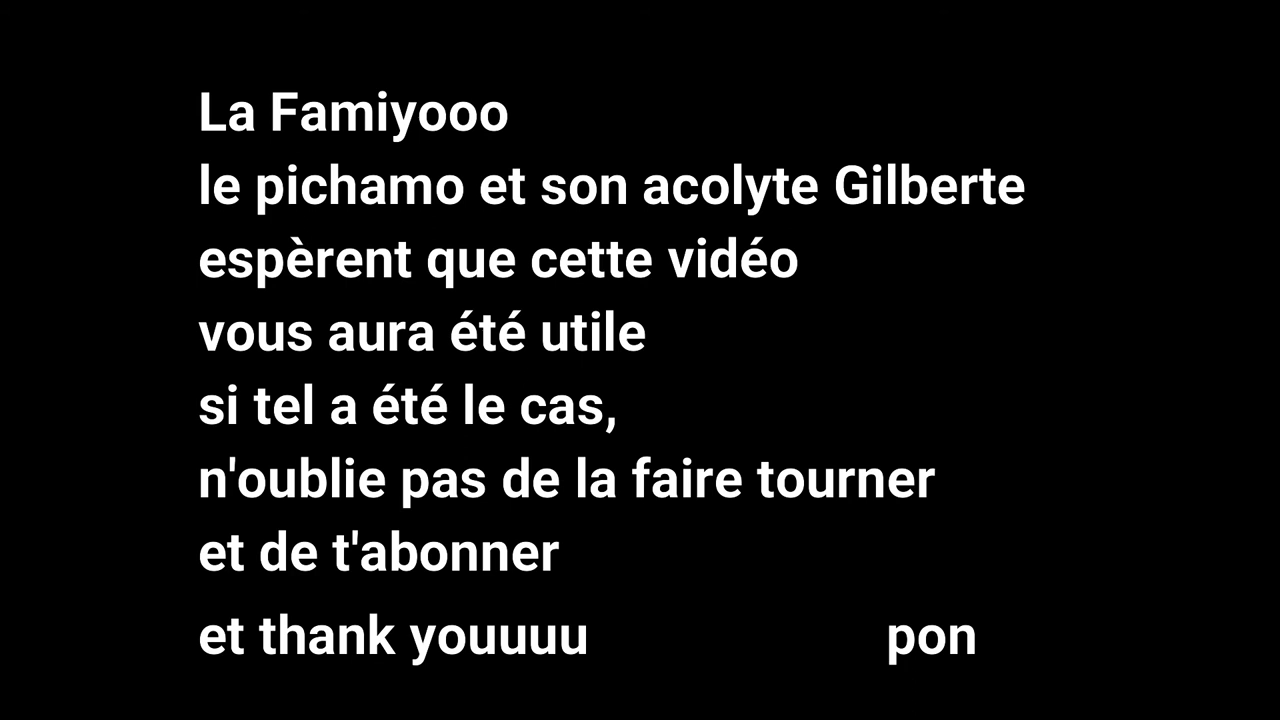 La Famiyooo
le pichamo et son acolyte Gilberte
espèrent que cette vidéo
vous aura été utile
si tel a été le cas,
n'oublie pas de la faire tourner
et de t'abonner
et thank youuuu pon